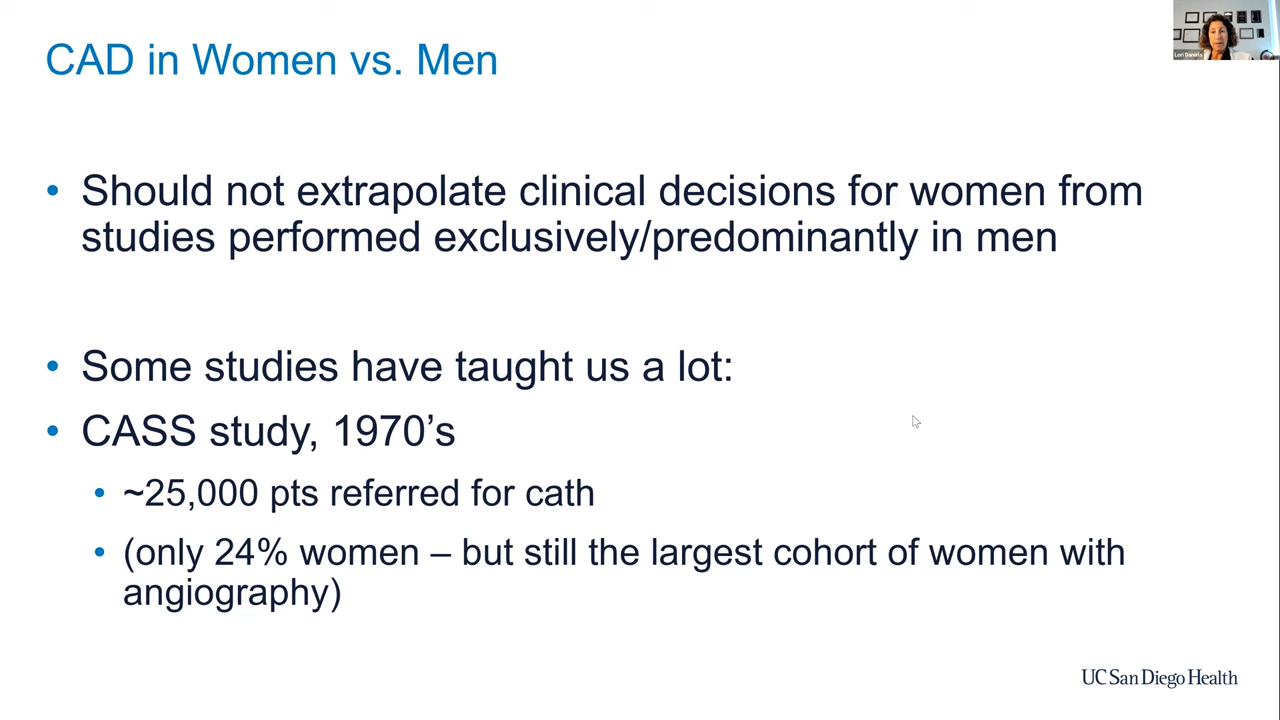 CAD in Women vs. Men
Lori Daniels
• Should not extrapolate clinical decisions for women from
studies performed exclusively/predominantly in men
• Some studies have taught us a lot:
• CASS study, 1970’s
• ~25,000 pts referred for cath
• (only 24% women – but still the largest cohort of women with
angiography)
UC San Diego Health